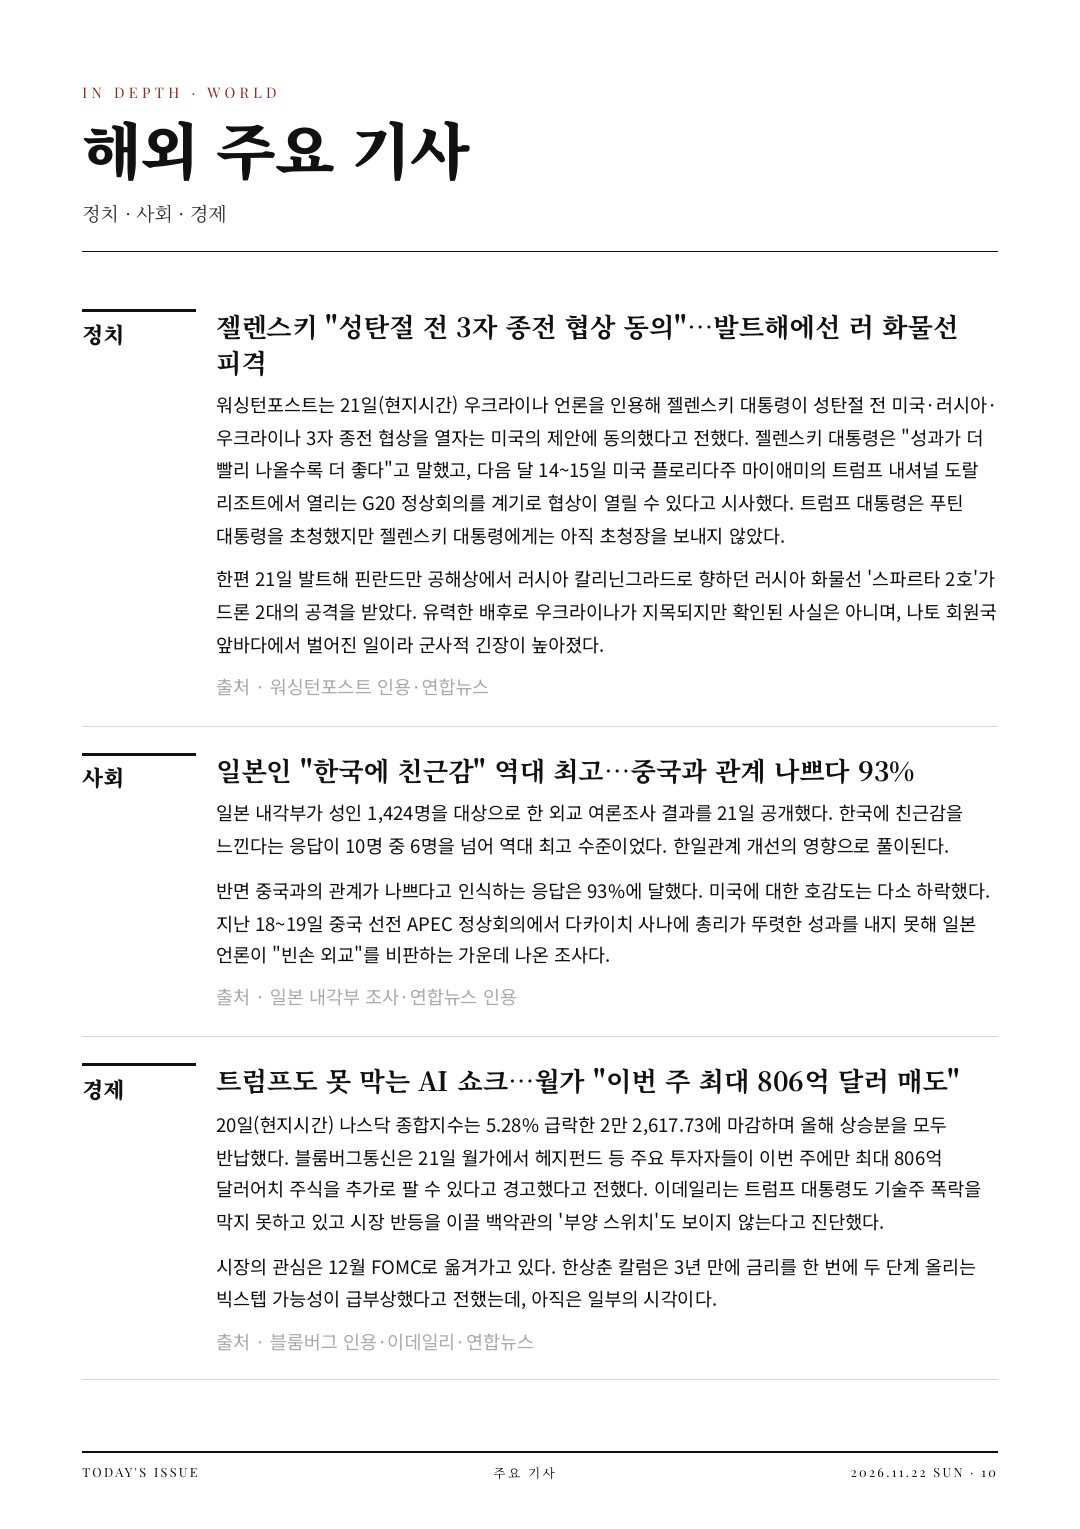 IN DEPTH · WORLD
해외 주요 기사
정치 · 사회 · 경제
정치
젤렌스키 "성탄절 전 3자 종전 협상 동의"…발트해에선 러 화물선
피격
워싱턴포스트는 21일(현지시간) 우크라이나 언론을 인용해 젤렌스키 대통령이 성탄절 전 미국·러시아·
우크라이나 3자 종전 협상을 열자는 미국의 제안에 동의했다고 전했다. 젤렌스키 대통령은 "성과가 더
빨리 나올수록 더 좋다"고 말했고, 다음 달 14~15일 미국 플로리다주 마이애미의 트럼프 내셔널 도랄
리조트에서 열리는 G20 정상회의를 계기로 협상이 열릴 수 있다고 시사했다. 트럼프 대통령은 푸틴
대통령을 초청했지만 젤렌스키 대통령에게는 아직 초청장을 보내지 않았다.
한편 21일 발트해 핀란드만 공해상에서 러시아 칼리닌그라드로 향하던 러시아 화물선 '스파르타 2호'가
드론 2대의 공격을 받았다. 유력한 배후로 우크라이나가 지목되지만 확인된 사실은 아니며, 나토 회원국
앞바다에서 벌어진 일이라 군사적 긴장이 높아졌다.
출처 · 워싱턴포스트 인용·연합뉴스
사회
일본인 "한국에 친근감" 역대 최고…중국과 관계 나쁘다 93%
일본 내각부가 성인 1,424명을 대상으로 한 외교 여론조사 결과를 21일 공개했다. 한국에 친근감을
느낀다는 응답이 10명 중 6명을 넘어 역대 최고 수준이었다. 한일관계 개선의 영향으로 풀이된다.
반면 중국과의 관계가 나쁘다고 인식하는 응답은 93%에 달했다. 미국에 대한 호감도는 다소 하락했다.
지난 18~19일 중국 선전 APEC 정상회의에서 다카이치 사나에 총리가 뚜렷한 성과를 내지 못해 일본
언론이 "빈손 외교"를 비판하는 가운데 나온 조사다.
출처 · 일본 내각부 조사·연합뉴스 인용
경제
트럼프도 못 막는 AI 쇼크…월가 "이번 주 최대 806억 달러 매도"
20일(현지시간) 나스닥 종합지수는 5.28% 급락한 2만 2,617.73에 마감하며 올해 상승분을 모두
반납했다. 블룸버그통신은 21일 월가에서 헤지펀드 등 주요 투자자들이 이번 주에만 최대 806억
달러어치 주식을 추가로 팔 수 있다고 경고했다고 전했다. 이데일리는 트럼프 대통령도 기술주 폭락을
막지 못하고 있고 시장 반등을 이끌 백악관의 '부양 스위치'도 보이지 않는다고 진단했다.
시장의 관심은 12월 FOMC로 옮겨가고 있다. 한상춘 칼럼은 3년 만에 금리를 한 번에 두 단계 올리는
빅스텝 가능성이 급부상했다고 전했는데, 아직은 일부의 시각이다.
출처 · 블룸버그 인용·이데일리·연합뉴스
TODAY'S ISSUE
주요 기사
2026.11.22 SUN · 10